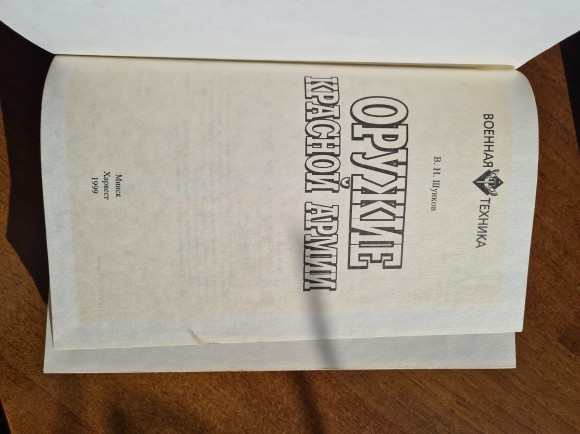 ВОЕННАЯ ТЕХНИКА
В. Н. Шунков
ОРУЖИЕ
КРАСНОЙ АРМИИ
Минск
Харвест
1999